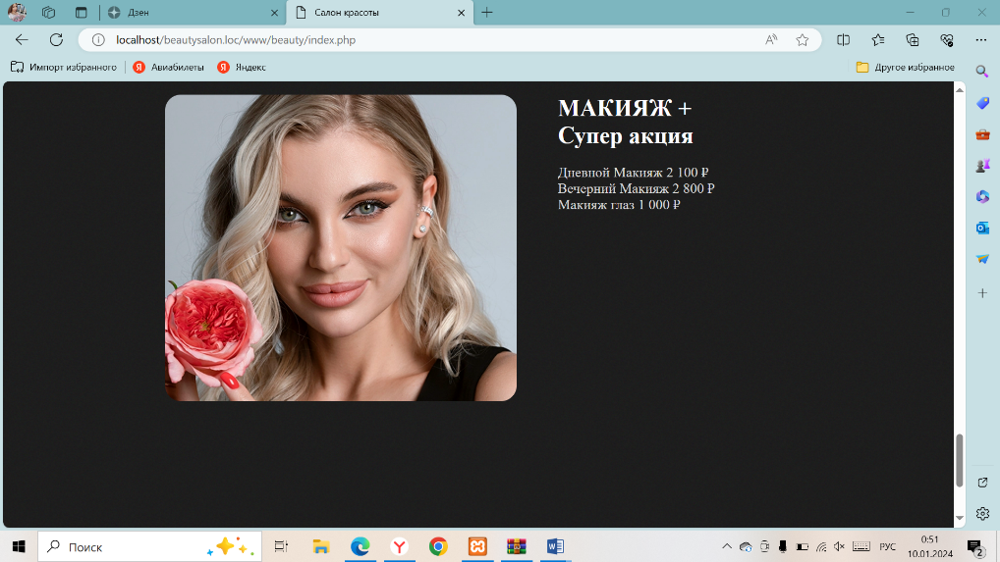 Дзен
Салон красоты
localhost/beautysalon.loc/www/beauty/index.php
Импорт избранного
Авиабилеты
Яндекс
Другое избранное
МАКИЯЖ +
Супер акция
Дневной Макияж 2 100 ₽
Вечерний Макияж 2 800 ₽
Макияж глаз 1 000 ₽
Поиск
РУС
0:51
10.01.2024
2